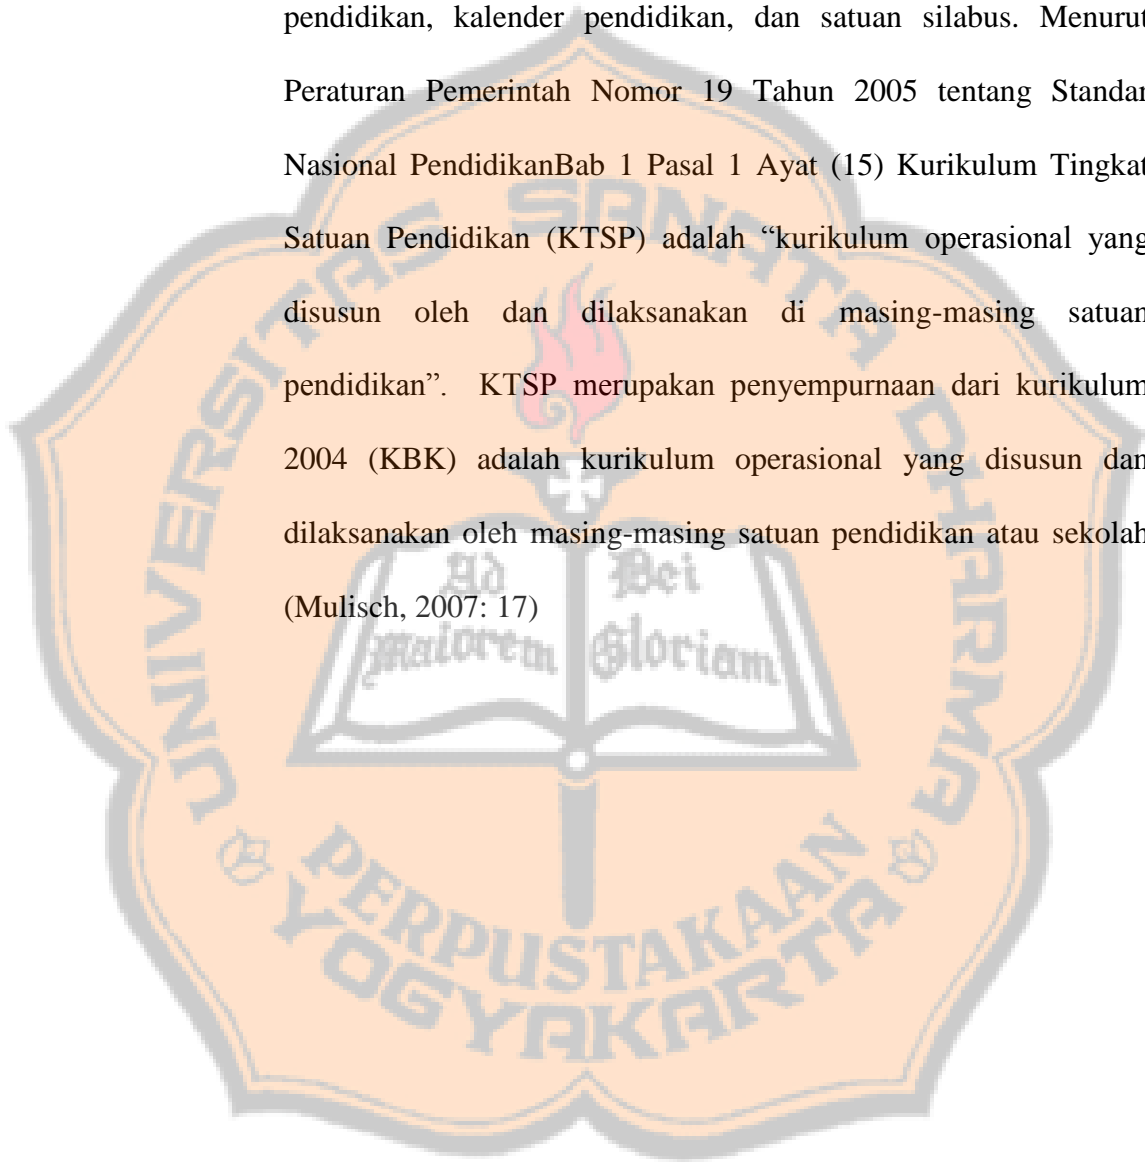 pendidikan, kalender pendidikan, dan satuan silabus. Menurut
Peraturan Pemerintah Nomor 19 Tahun 2005 tentang Standar
Nasional PendidikanBab 1 Pasal 1 Ayat (15) Kurikulum Tingkat
Satuan Pendidikan (KTSP) adalah “kurikulum operasional yang
disusun oleh dan dilaksanakan di masing-masing satuan
pendidikan”. KTSP merupakan penyempurnaan dari kurikulum
2004 (KBK) adalah kurikulum operasional yang disusun dan
dilaksanakan oleh masing-masing satuan pendidikan atau sekolah
(Mulisch, 2007: 17)
UNIVERSITAS SANATA DHARMA
Ad Dei
Maiorem Gloriam
PERPUSTAKAAN
YOGYAKARTA